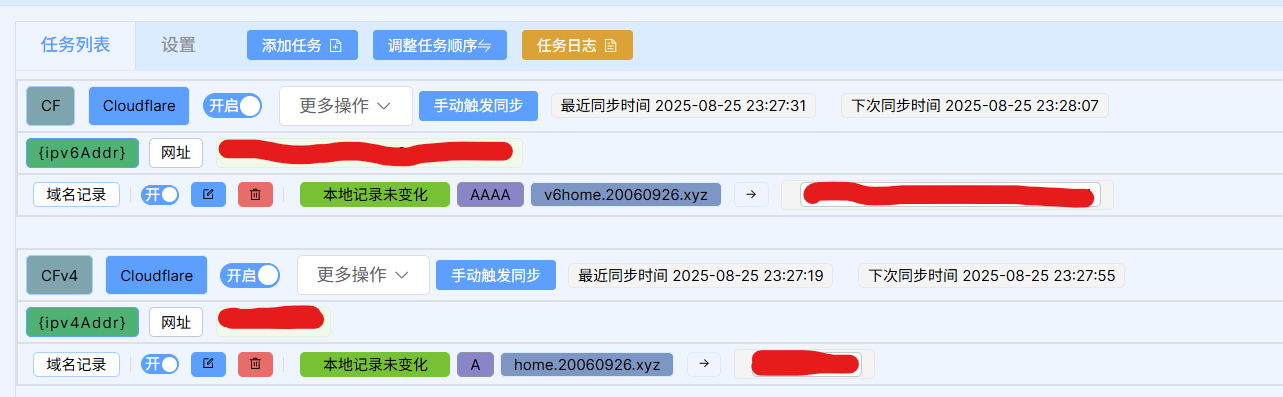 任务列表 设置 添加任务 调整任务顺序 任务日志
CF Cloudflare 开启 更多操作 手动触发同步 最近同步时间 2025-08-25 23:27:31 下次同步时间 2025-08-25 23:28:07
{ipv6Addr} 网址
域名记录 开 本地记录未变化 AAAA v6home.20060926.xyz →
CFv4 Cloudflare 开启 更多操作 手动触发同步 最近同步时间 2025-08-25 23:27:19 下次同步时间 2025-08-25 23:27:55
{ipv4Addr} 网址
域名记录 开 本地记录未变化 A home.20060926.xyz →